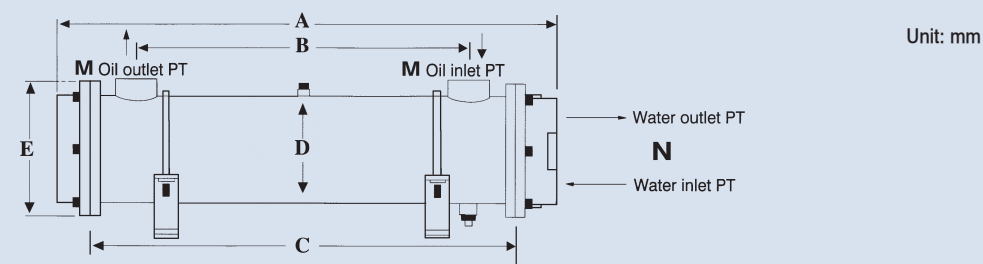 A
Unit: mm
B
M Oil outlet PT
M Oil inlet PT
Water outlet PT
E
D
N
Water inlet PT
C